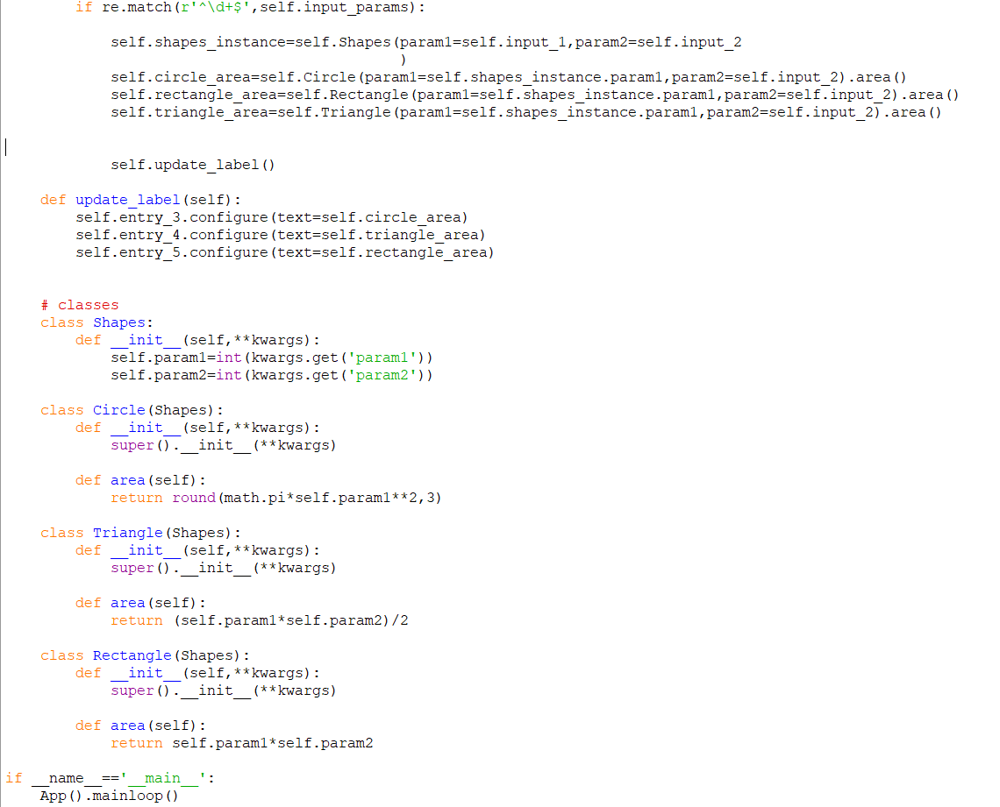 if re.match(r'^\d+$',self.input_params):
self.shapes_instance=self.Shapes(param1=self.input_1,param2=self.input_2
)
self.circle_area=self.Circle(param1=self.shapes_instance.param1,param2=self.input_2).area()
self.rectangle_area=self.Rectangle(param1=self.shapes_instance.param1,param2=self.input_2).area()
self.triangle_area=self.Triangle(param1=self.shapes_instance.param1,param2=self.input_2).area()
self.update_label()
def update_label(self):
self.entry_3.configure(text=self.circle_area)
self.entry_4.configure(text=self.triangle_area)
self.entry_5.configure(text=self.rectangle_area)
# classes
class Shapes:
def __init__(self,**kwargs):
self.param1=int(kwargs.get('param1'))
self.param2=int(kwargs.get('param2'))
class Circle(Shapes):
def __init__(self,**kwargs):
super().__init__(**kwargs)
def area(self):
return round(math.pi*self.param1**2,3)
class Triangle(Shapes):
def __init__(self,**kwargs):
super().__init__(**kwargs)
def area(self):
return (self.param1*self.param2)/2
class Rectangle(Shapes):
def __init__(self,**kwargs):
super().__init__(**kwargs)
def area(self):
return self.param1*self.param2
if __name__=='__main__':
App().mainloop()